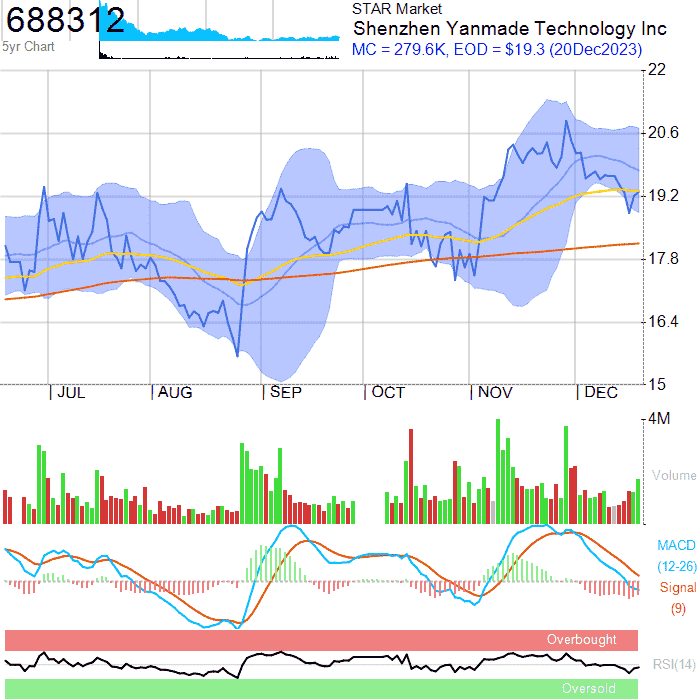 688312
5yr Chart
STAR Market
Shenzhen Yanmade Technology Inc
MC = 279.6K, EOD = $19.3 (20Dec2023)
22
20.6
19.2
17.8
16.4
15
| JUL | AUG | SEP | OCT | NOV | DEC
4M
Volume
MACD
(12-26)
Signal
(9)
Overbought
RSI(14)
Oversold